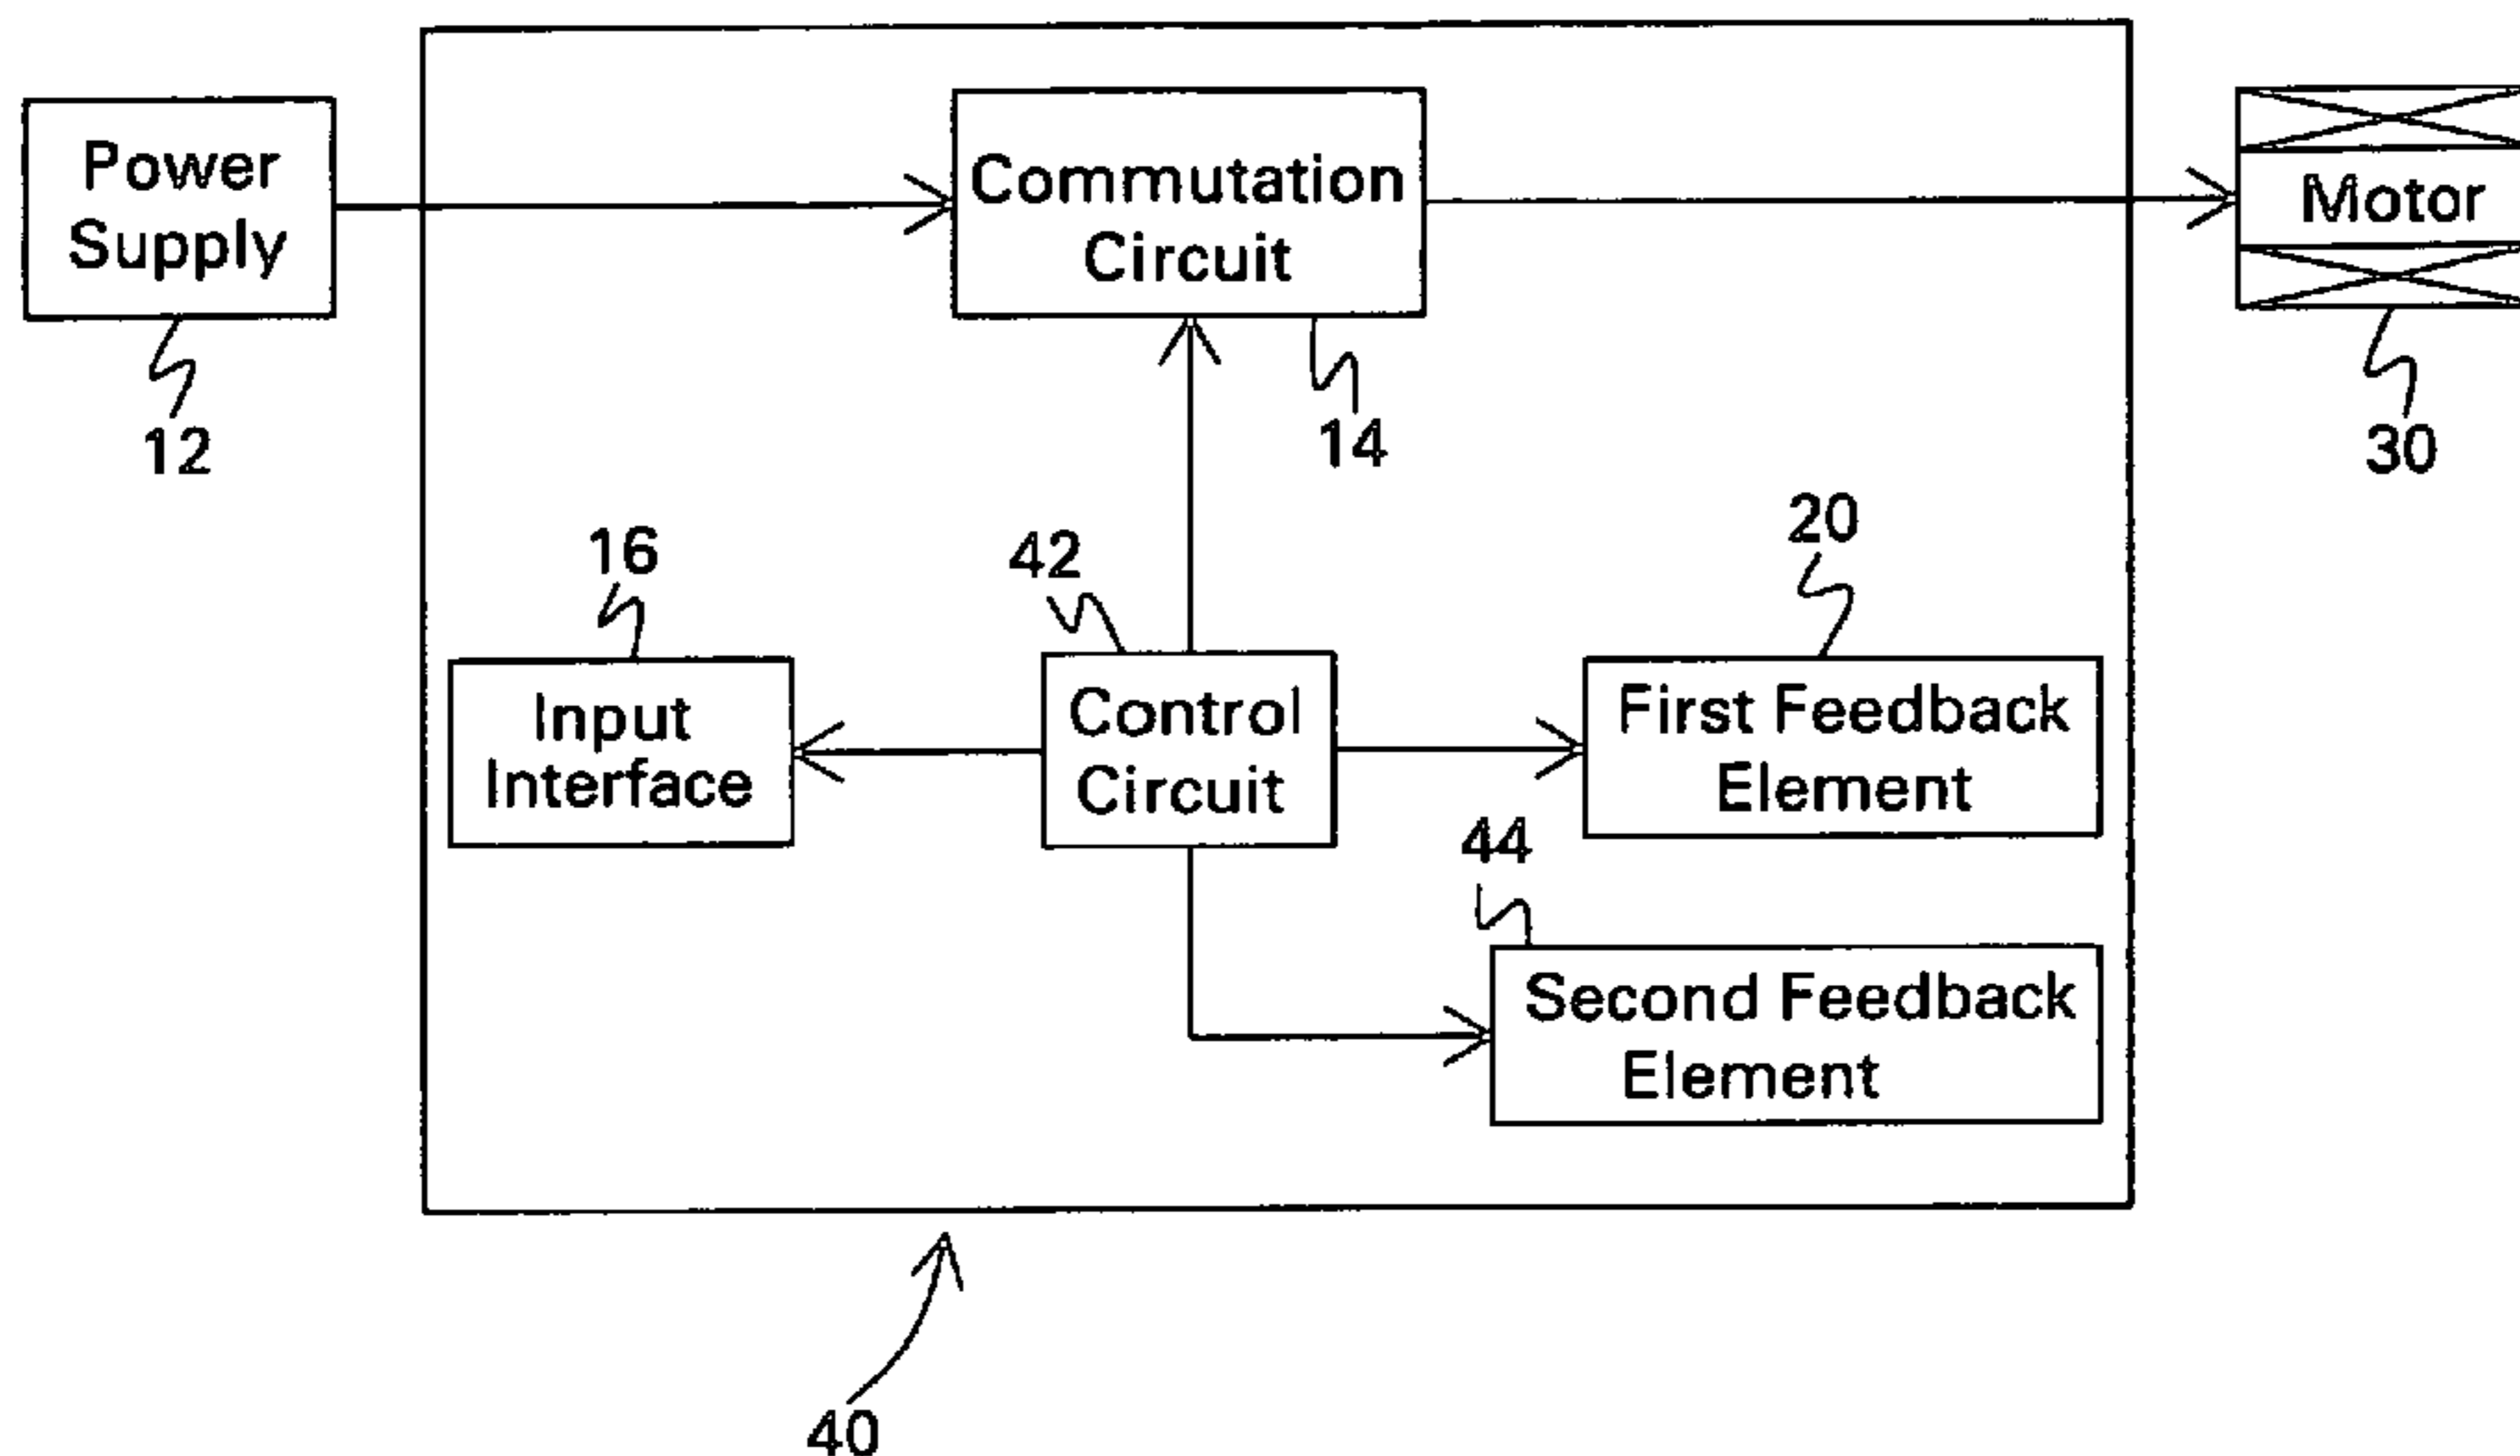 Power
Supply
12
Commutation
Circuit
14
Motor
30
16
Input
Interface
42
Control
Circuit
20
First Feedback
Element
44
Second Feedback
Element
40